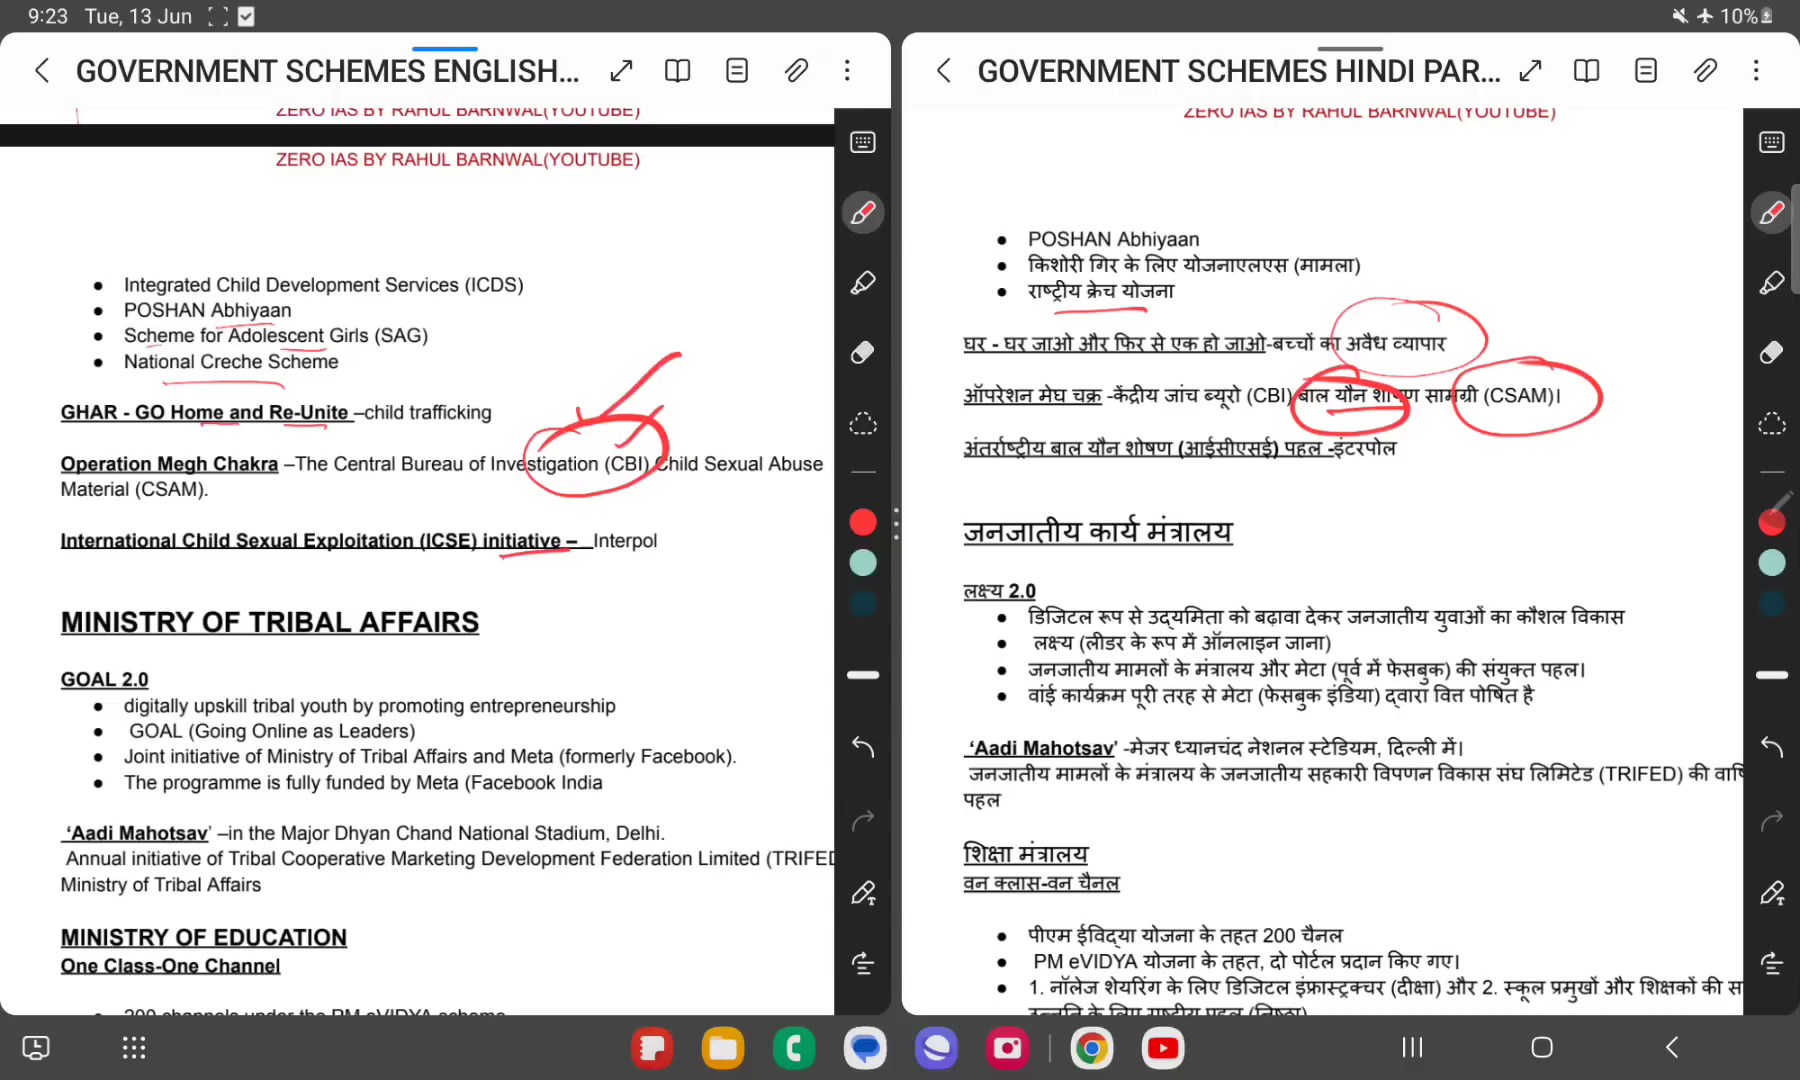 9:23 Tue, 13 Jun
10%
GOVERNMENT SCHEMES ENGLISH...
ZERO IAS BY RAHUL BARNWAL(YOUTUBE)
ZERO IAS BY RAHUL BARNWAL(YOUTUBE)
Integrated Child Development Services (ICDS)
POSHAN Abhiyaan
Scheme for Adolescent Girls (SAG)
National Creche Scheme
GHAR - GO Home and Re-Unite –child trafficking
Operation Megh Chakra –The Central Bureau of Investigation (CBI) Child Sexual Abuse
Material (CSAM).
International Child Sexual Exploitation (ICSE) initiative – Interpol
MINISTRY OF TRIBAL AFFAIRS
GOAL 2.0
digitally upskill tribal youth by promoting entrepreneurship
GOAL (Going Online as Leaders)
Joint initiative of Ministry of Tribal Affairs and Meta (formerly Facebook).
The programme is fully funded by Meta (Facebook India
‘Aadi Mahotsav’ –in the Major Dhyan Chand National Stadium, Delhi.
Annual initiative of Tribal Cooperative Marketing Development Federation Limited (TRIFED
Ministry of Tribal Affairs
MINISTRY OF EDUCATION
One Class-One Channel
200 channels under the PM eVIDYA scheme
GOVERNMENT SCHEMES HINDI PAR...
ZERO IAS BY RAHUL BARNWAL(YOUTUBE)
POSHAN Abhiyaan
किशोरी गिर के लिए योजनाएलएस (मामला)
राष्ट्रीय क्रेच योजना
घर - घर जाओ और फिर से एक हो जाओ-बच्चों का अवैध व्यापार
ऑपरेशन मेघ चक्र -केंद्रीय जांच ब्यूरो (CBI) बाल यौन शोषण सामग्री (CSAM)।
अंतर्राष्ट्रीय बाल यौन शोषण (आईसीएसई) पहल -इंटरपोल
जनजातीय कार्य मंत्रालय
लक्ष्य 2.0
डिजिटल रूप से उद्यमिता को बढ़ावा देकर जनजातीय युवाओं का कौशल विकास
लक्ष्य (लीडर के रूप में ऑनलाइन जाना)
जनजातीय मामलों के मंत्रालय और मेटा (पूर्व में फेसबुक) की संयुक्त पहल।
वांई कार्यक्रम पूरी तरह से मेटा (फेसबुक इंडिया) द्वारा वित्त पोषित है
‘Aadi Mahotsav’ -मेजर ध्यानचंद नेशनल स्टेडियम, दिल्ली में।
जनजातीय मामलों के मंत्रालय के जनजातीय सहकारी विपणन विकास संघ लिमिटेड (TRIFED) की
पहल
शिक्षा मंत्रालय
वन क्लास-वन चैनल
पीएम ईविद्या योजना के तहत 200 चैनल
PM eVIDYA योजना के तहत, दो पोर्टल प्रदान किए गए।
1. नॉलेज शेयरिंग के लिए डिजिटल इंफ्रास्ट्रक्चर (दीक्षा) और 2. स्कूल प्रमुखों और शिक्षकों की
उन्नति के लिए राष्ट्रीय पहल (निष्ठा)